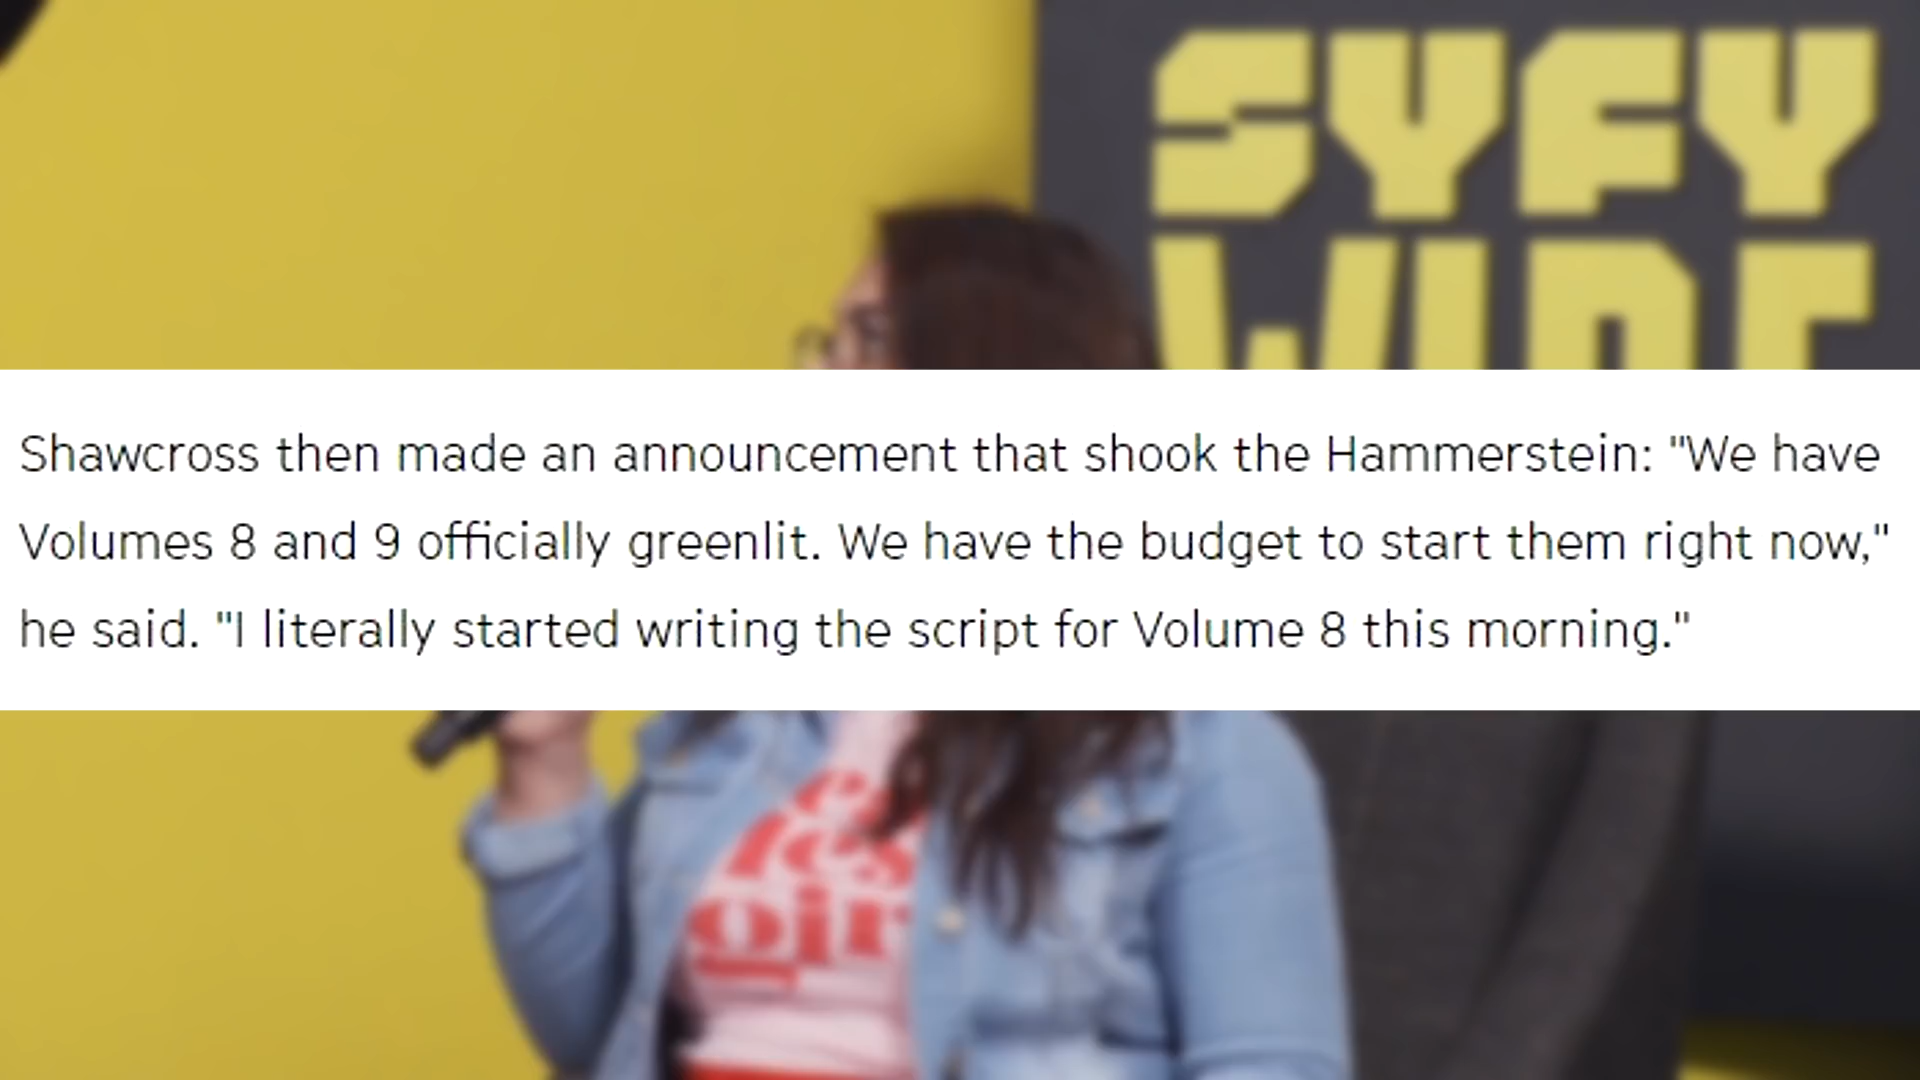 SYFY
WIRE
Shawcross then made an announcement that shook the Hammerstein: "We have
Volumes 8 and 9 officially greenlit. We have the budget to start them right now,"
he said. "I literally started writing the script for Volume 8 this morning."